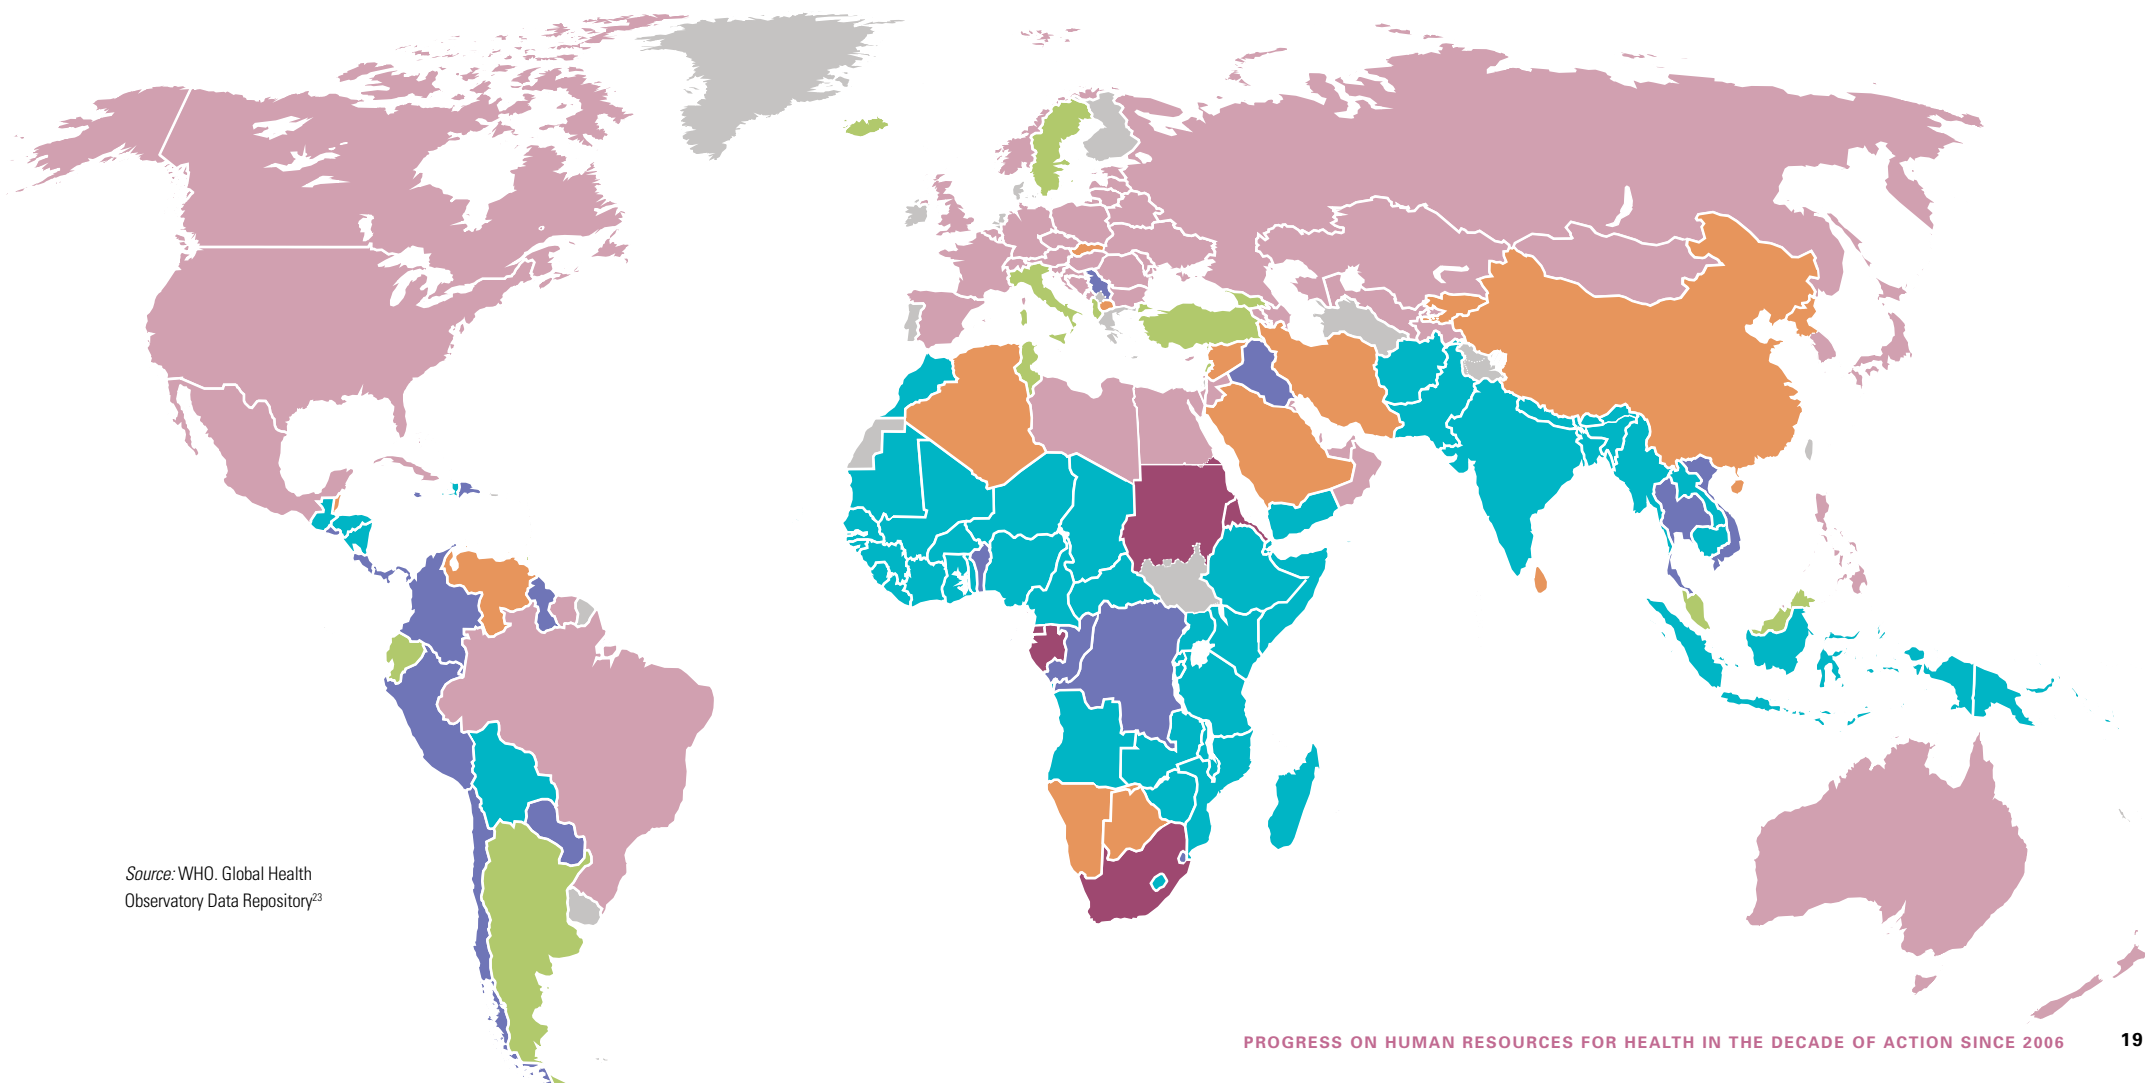 Source: WHO. Global Health
Observatory Data Repository23
PROGRESS ON HUMAN RESOURCES FOR HEALTH IN THE DECADE OF ACTION SINCE 2006 19